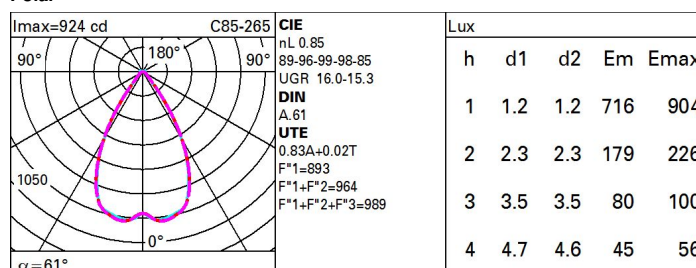 Imax=924 cd C85-265
90° 180° 90°
1050
0°
α=61°
CIE
nL 0.85
89-96-99-98-85
UGR 16.0-15.3
DIN
A.61
UTE
0.83A+0.02T
F"1=893
F"1+F"2=964
F"1+F"2+F"3=989
Lux
h d1 d2 Em Emax
1 1.2 1.2 716 904
2 2.3 2.3 179 226
3 3.5 3.5 80 100
4 4.7 4.6 45 56